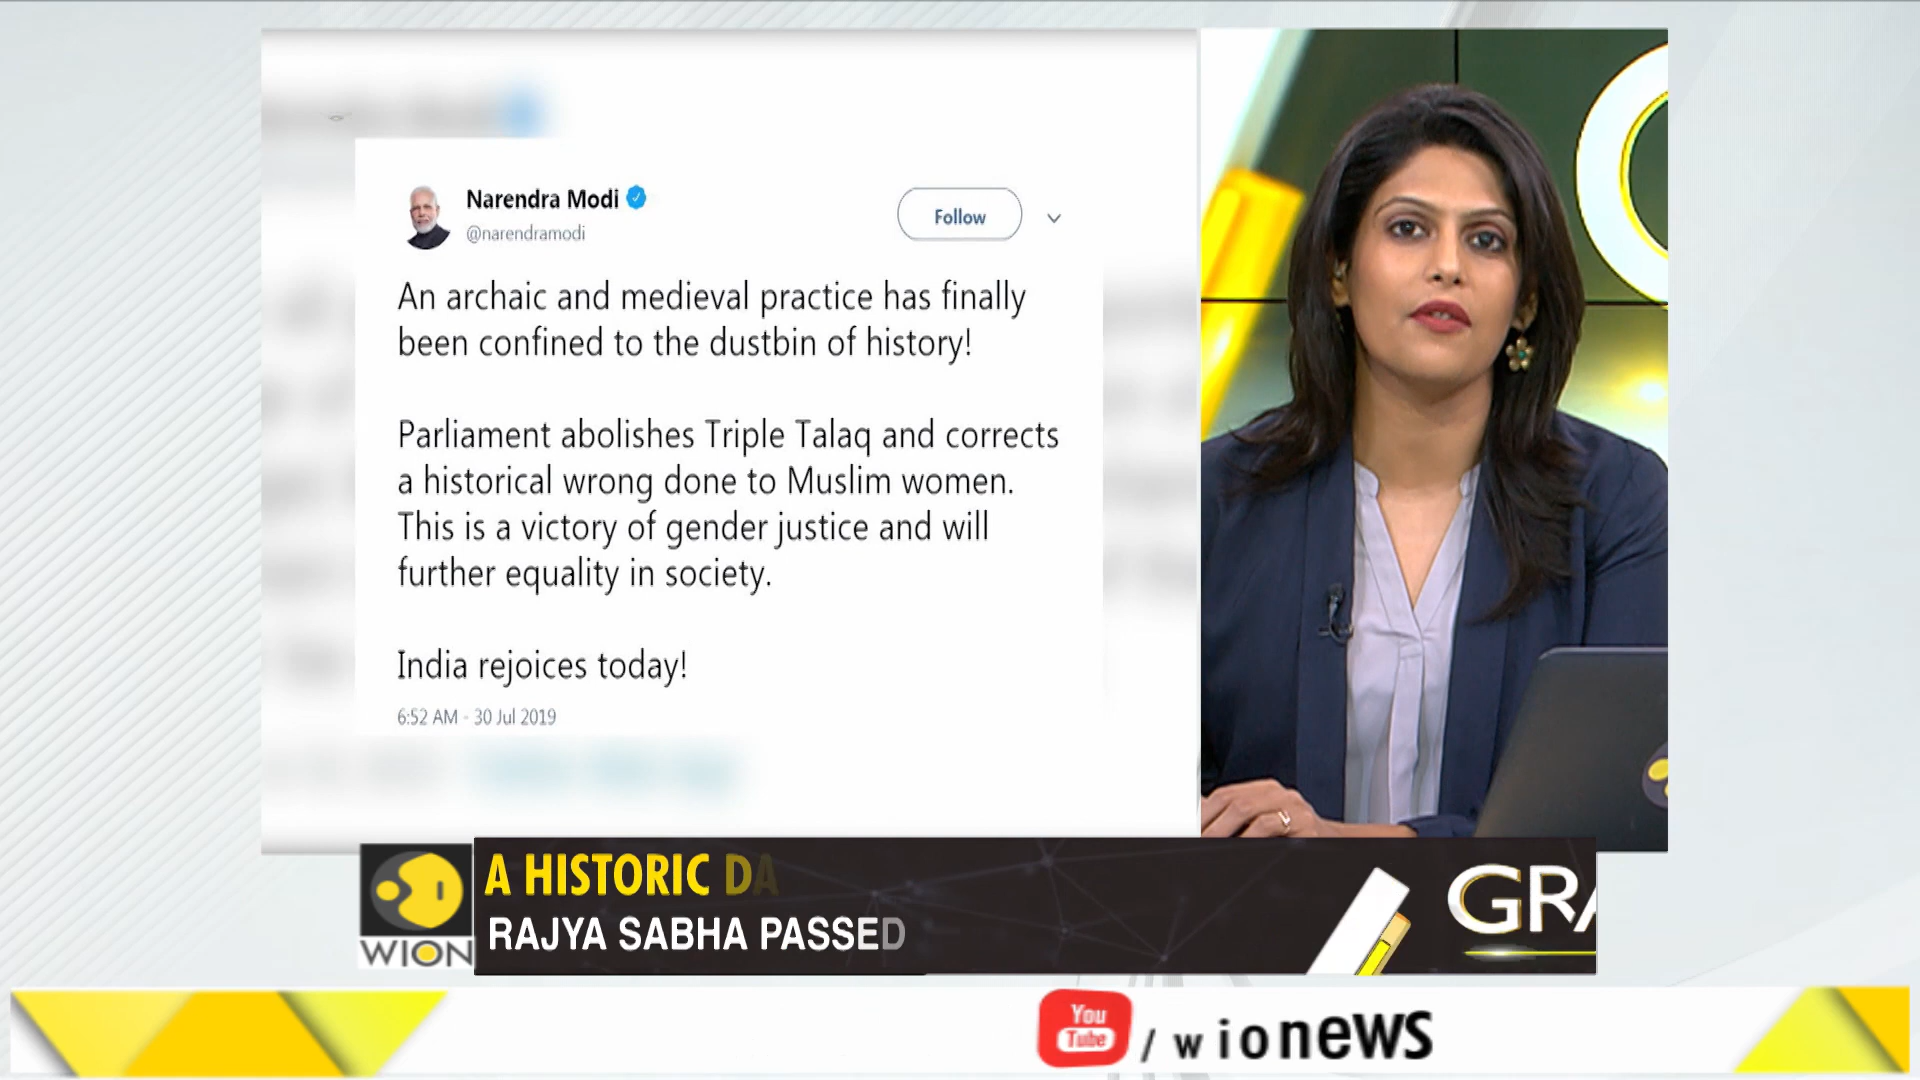 Narendra Modi
@narendramodi
Follow
An archaic and medieval practice has finally
been confined to the dustbin of history!
Parliament abolishes Triple Talaq and corrects
a historical wrong done to Muslim women.
This is a victory of gender justice and will
further equality in society.
India rejoices today!
6:52 AM - 30 Jul 2019
A HISTORIC DA
RAJYA SABHA PASSED
GRA
WION
You
Tube
/wionews